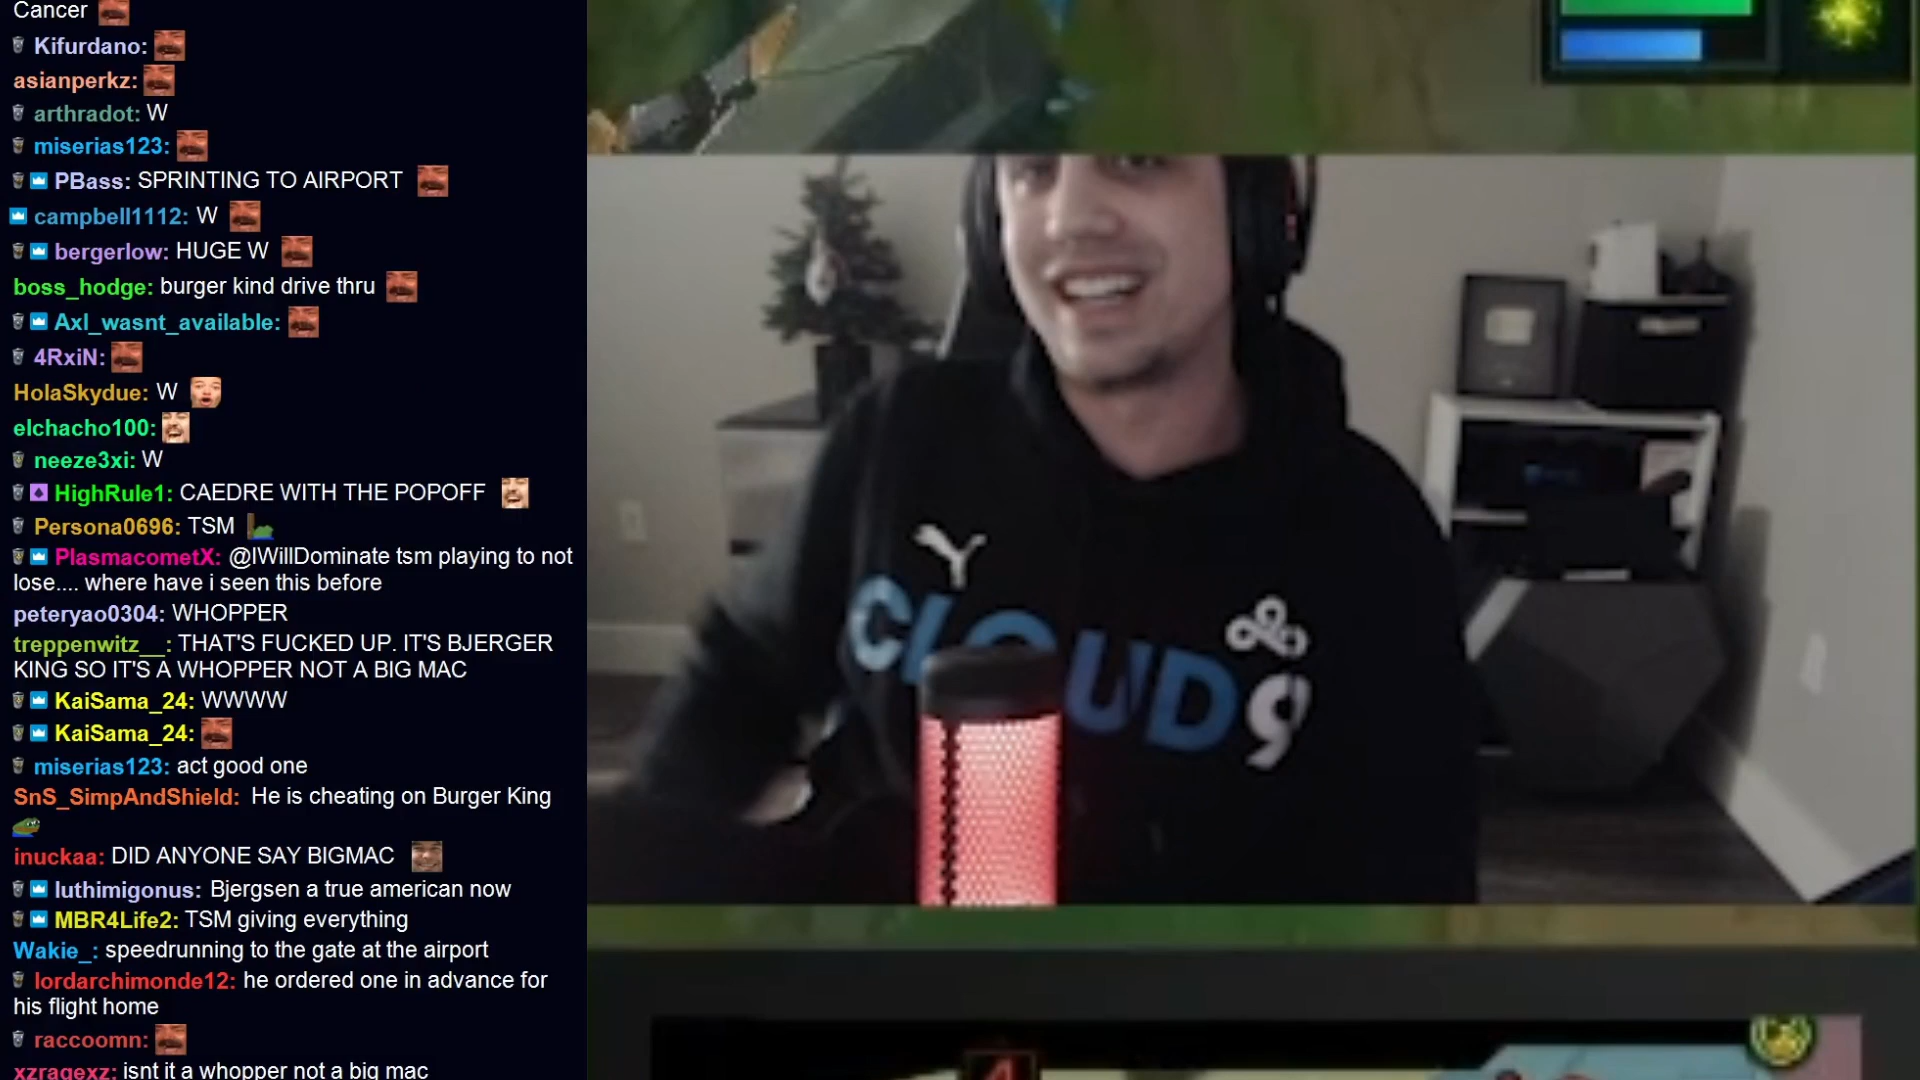 Cancer
Kifurdano:
asianperkz:
arthradot: W
miserias123:
PBass: SPRINTING TO AIRPORT
campbell1112: W
bergerlow: HUGE W
boss_hodge: burger kind drive thru
Axl_wasnt_available:
4RxiN:
HolaSkydue: W
elchacho100:
neeze3xi: W
HighRule1: CAEDRE WITH THE POPOFF
Persona0696: TSM
PlasmacometX: @IWillDominate tsm playing to not
lose.... where have i seen this before
peteryao0304: WHOPPER
treppenwitz__: THAT'S FUCKED UP. IT'S BJERGER
KING SO IT'S A WHOPPER NOT A BIG MAC
KaiSama_24: WWWW
KaiSama_24:
miserias123: act good one
SnS_SimpAndShield: He is cheating on Burger King
inuckaa: DID ANYONE SAY BIGMAC
luthimigonus: Bjergsen a true american now
MBR4Life2: TSM giving everything
Wakie_: speedrunning to the gate at the airport
lordarchimonde12: he ordered one in advance for
his flight home
raccoomn:
xzragexz: isnt it a whopper not a big mac
CLOUD9
4